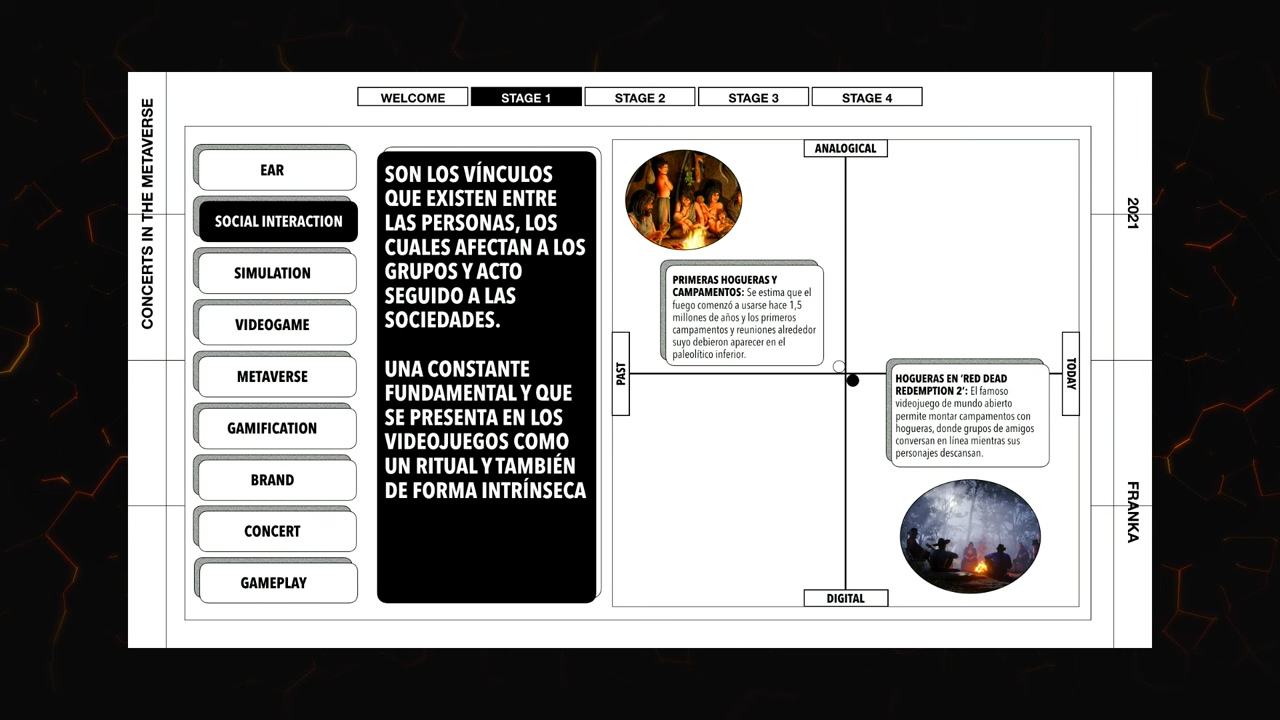 WELCOME
STAGE 1
STAGE 2
STAGE 3
STAGE 4
CONCERTS IN THE METAVERSE
EAR
SOCIAL INTERACTION
SIMULATION
VIDEOGAME
METAVERSE
GAMIFICATION
BRAND
CONCERT
GAMEPLAY
SON LOS VÍNCULOS
QUE EXISTEN ENTRE
LAS PERSONAS, LOS
CUALES AFECTAN A LOS
GRUPOS Y ACTO
SEGUIDO A LAS
SOCIEDADES.
UNA CONSTANTE
FUNDAMENTAL Y QUE
SE PRESENTA EN LOS
VIDEOJUEGOS COMO
UN RITUAL Y TAMBIÉN
DE FORMA INTRÍNSECA
ANALOGICAL
PRIMERAS HOGUERAS Y
CAMPAMENTOS: Se estima que el
fuego comenzó a usarse hace 1,5
millones de años y los primeros
campamentos y reuniones alrededor
suyo debieron aparecer en el
paleolítico inferior.
PAST
TODAY
HOGUERAS EN ‘RED DEAD
REDEMPTION 2’: El famoso
videojuego de mundo abierto
permite montar campamentos con
hogueras, donde grupos de amigos
conversan en línea mientras sus
personajes descansan.
DIGITAL
2021
FRANKA